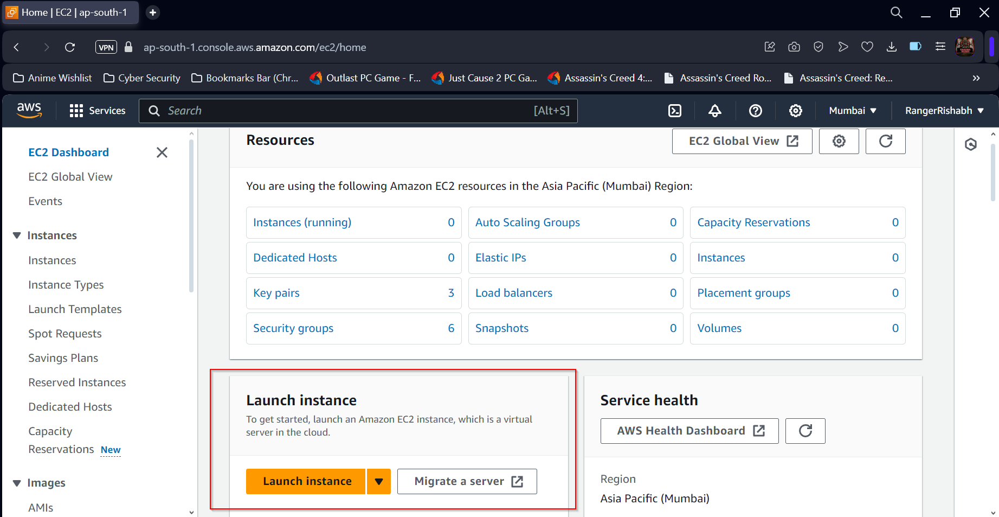 Home | EC2 | ap-south-1
VPN ap-south-1.console.aws.amazon.com/ec2/home
Anime Wishlist Cyber Security Bookmarks Bar (Chr... Outlast PC Game - F... Just Cause 2 PC Ga... Assassin's Creed 4:... Assassin's Creed Ro... Assassin's Creed: Re...
aws Services Search [Alt+S] Mumbai RangerRishabh
EC2 Dashboard
EC2 Global View
Events
Instances
Instances
Instance Types
Launch Templates
Spot Requests
Savings Plans
Reserved Instances
Dedicated Hosts
Capacity
Reservations New
Images
AMIs
Resources EC2 Global View
You are using the following Amazon EC2 resources in the Asia Pacific (Mumbai) Region:
Instances (running) 0 Auto Scaling Groups 0 Capacity Reservations 0
Dedicated Hosts 0 Elastic IPs 0 Instances 0
Key pairs 3 Load balancers 0 Placement groups 0
Security groups 6 Snapshots 0 Volumes 0
Launch instance
To get started, launch an Amazon EC2 instance, which is a virtual
server in the cloud.
Launch instance Migrate a server
Service health
AWS Health Dashboard
Region
Asia Pacific (Mumbai)